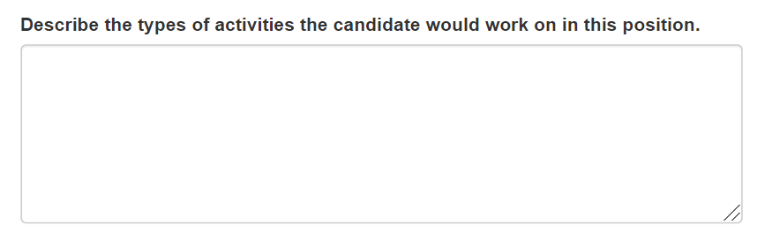 Describe the types of activities the candidate would work on in this position.